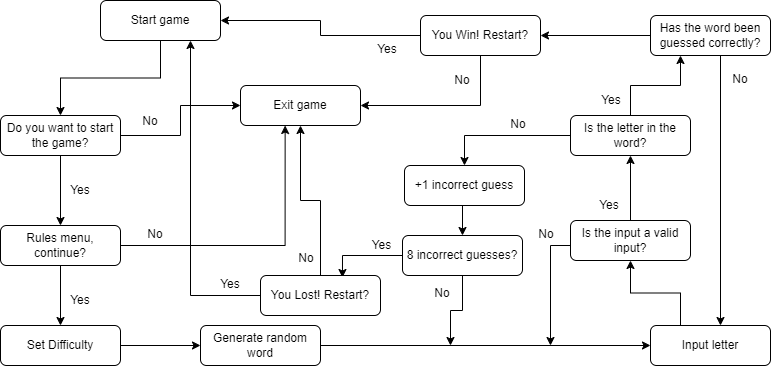 Start game
You Win! Restart?
Has the word been
guessed correctly?
Yes
No
No
Exit game
Yes
Do you want to start
the game?
No
No
Is the letter in the
word?
Yes
+1 incorrect guess
Yes
Rules menu,
continue?
No
Yes
8 incorrect guesses?
No
Is the input a valid
input?
No
Yes
You Lost! Restart?
No
Yes
Set Difficulty
Generate random
word
Input letter